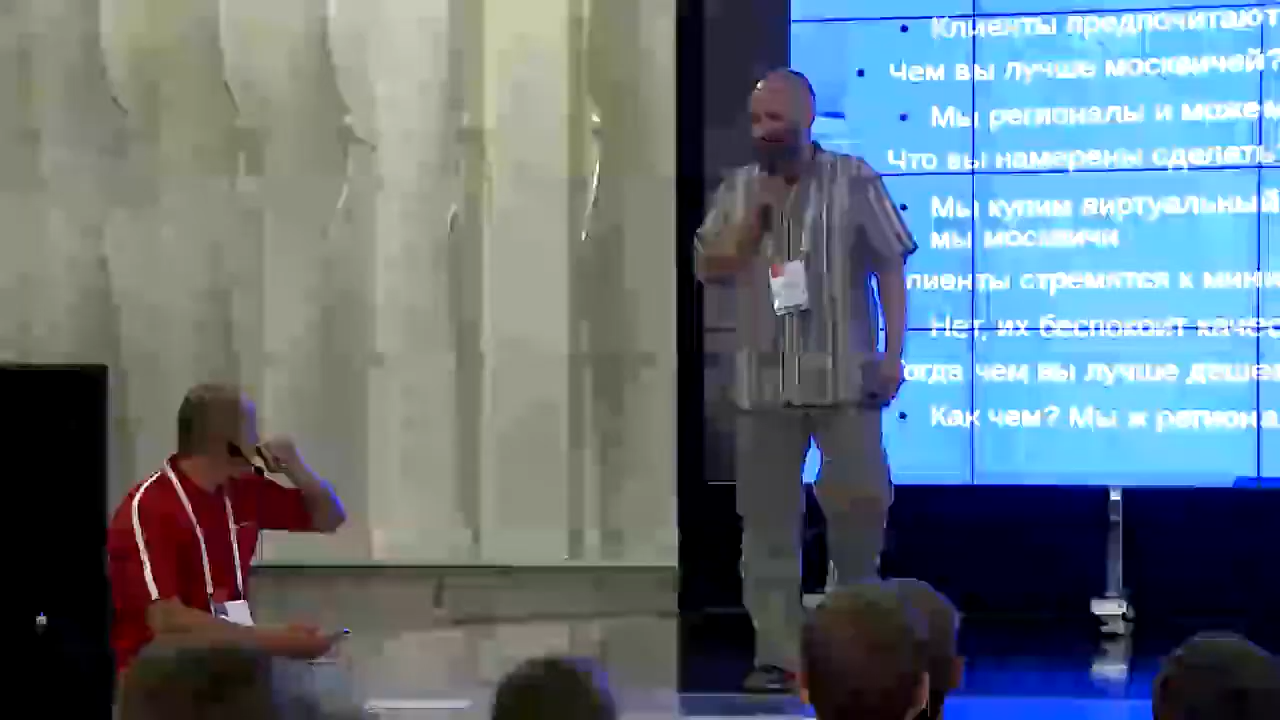 Клиенты предпочитают
Чем вы лучше москвичей?
Мы регионалы и можем
Что вы намерены сделать?
Мы купим виртуальный
мы москвичи
лиенты стремятся к мини
Нет, их беспокоит качес
огда чем вы лучше дешев
Как чем? Мы ж региона